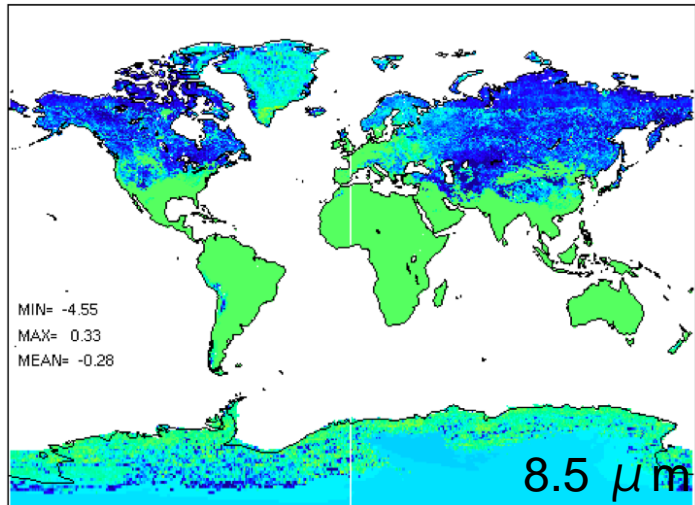 MIN= -4.55
MAX= 0.33
MEAN= -0.28
8.5 μm